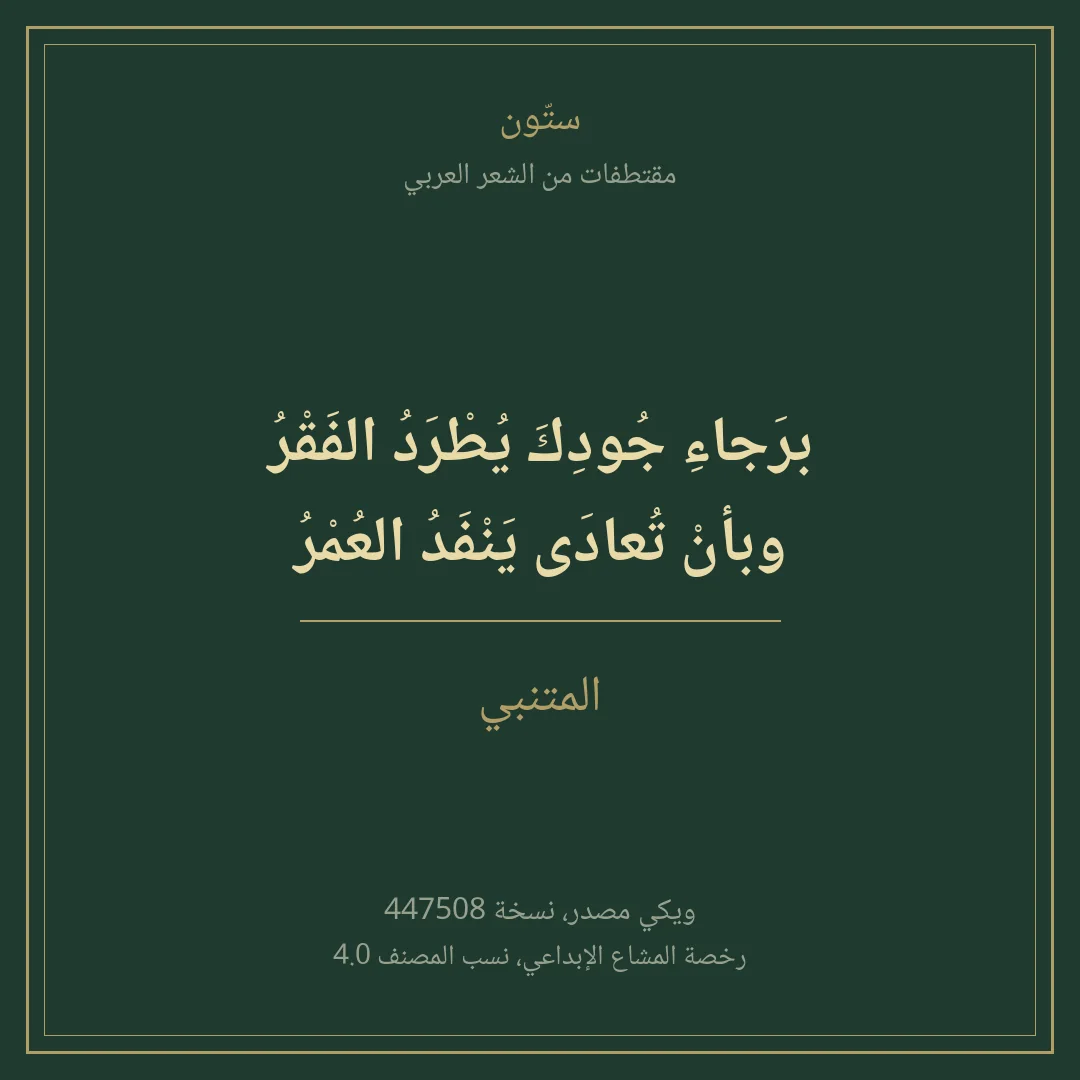 ستّون
مقتطفات من الشعر العربي
برَجاءِ جُودِكَ يُطْرَدُ الفَقْرُ
وبأنْ تُعادَى يَنْفَدُ العُمْرُ
المتنبي
ويكي مصدر، نسخة 447508
رخصة المشاع الإبداعي، نسب المصنف 4.0